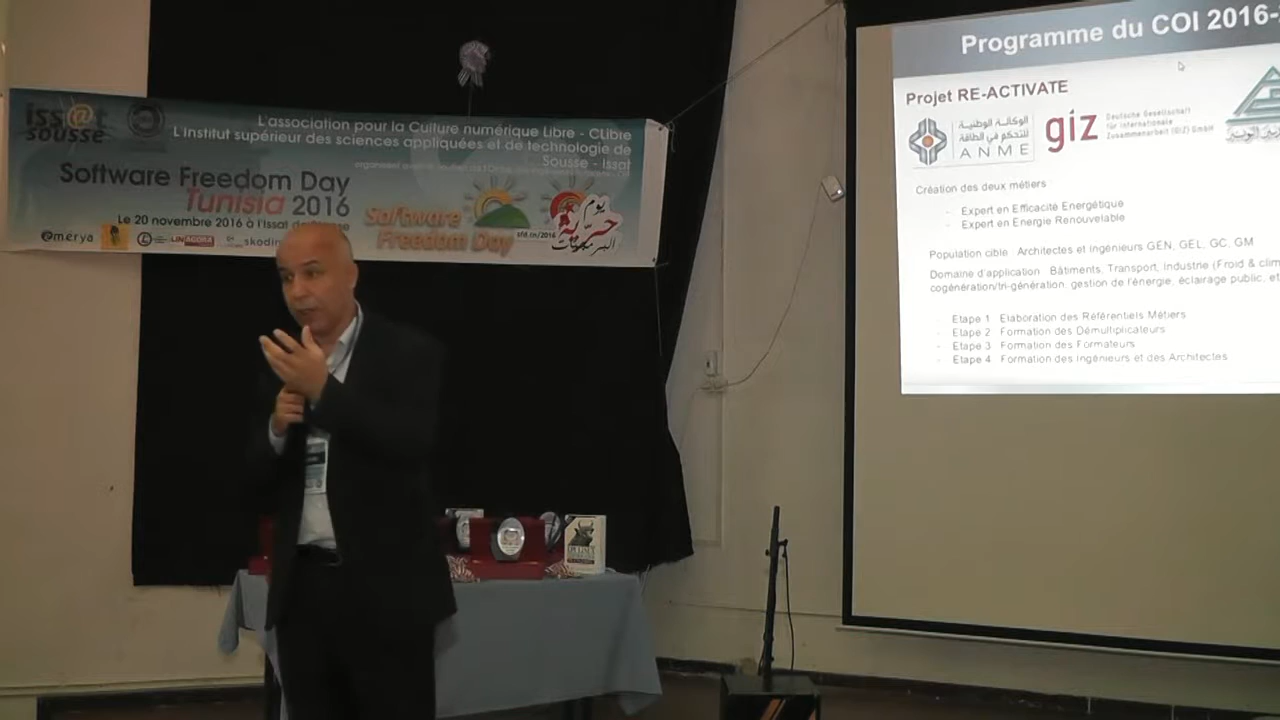 iss@t
sousse
L'association pour la Culture numérique Libre - CLibre
L'Institut supérieur des sciences appliquées et de technologie de
Sousse - Issat
Software Freedom Day
Tunisia 2016
Le 20 novembre 2016 à l'Issat
Software
Freedom Day
sfd.tn/2016
يوم
حرية
البرمجيات
@merya
LINAGORA
Programme du COI 2016-
Projet RE-ACTIVATE
الوكالة الوطنية
للتحكم في الطاقة
ANME
giz
Deutsche Gesellschaft
für Internationale
Zusammenarbeit (GIZ) GmbH
Création des deux métiers :
- Expert en Efficacité Energétique
- Expert en Energie Renouvelable
Population cible : Architectes et Ingénieurs GEN, GEL, GC, GM
Domaine d'application : Bâtiments, Transport, Industrie (Froid & clim
cogénération/tri-génération, gestion de l'énergie, éclairage public, et
- Etape 1 : Elaboration des Référentiels Métiers
- Etape 2 : Formation des Démultiplicateurs
- Etape 3 : Formation des Formateurs
- Etape 4 : Formation des Ingénieurs et des Architectes